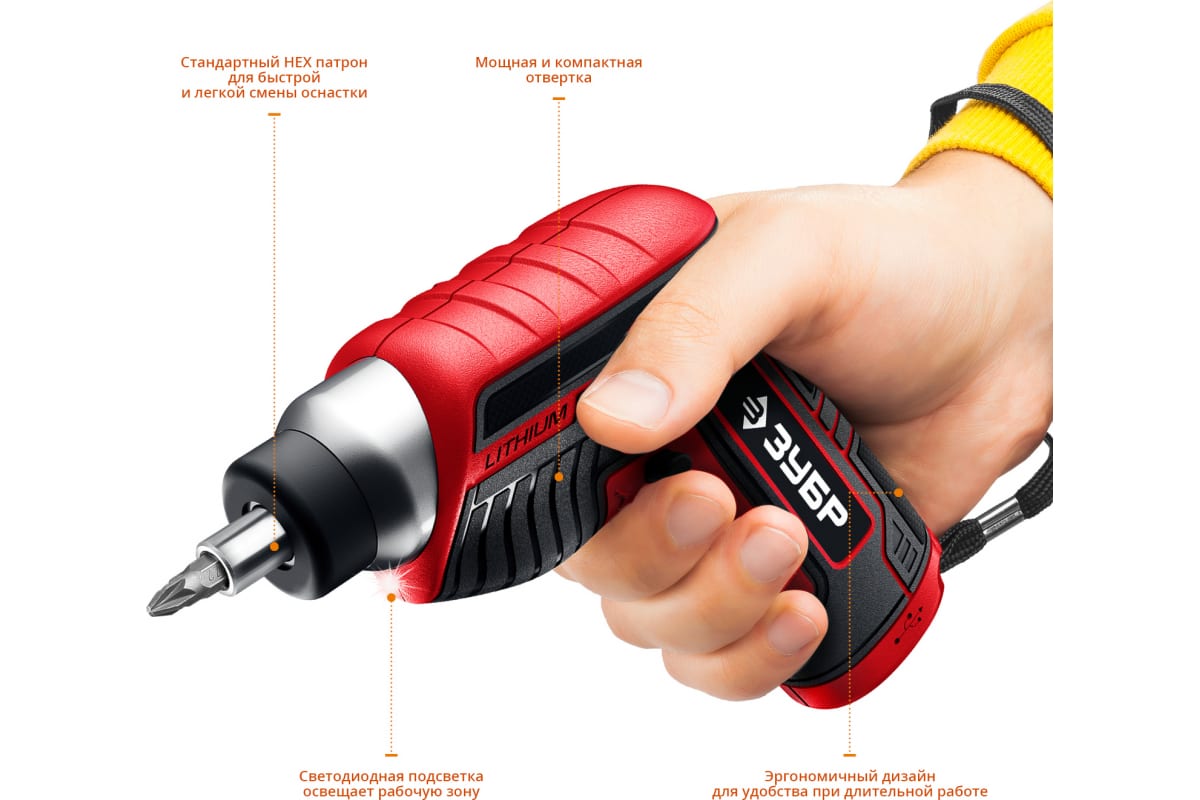 Стандартный HEX патрон
для быстрой
и легкой смены оснастки
Мощная и компактная
отвертка
LITHIUM
ЗУБР
Светодиодная подсветка
освещает рабочую зону
Эргономичный дизайн
для удобства при длительной работе